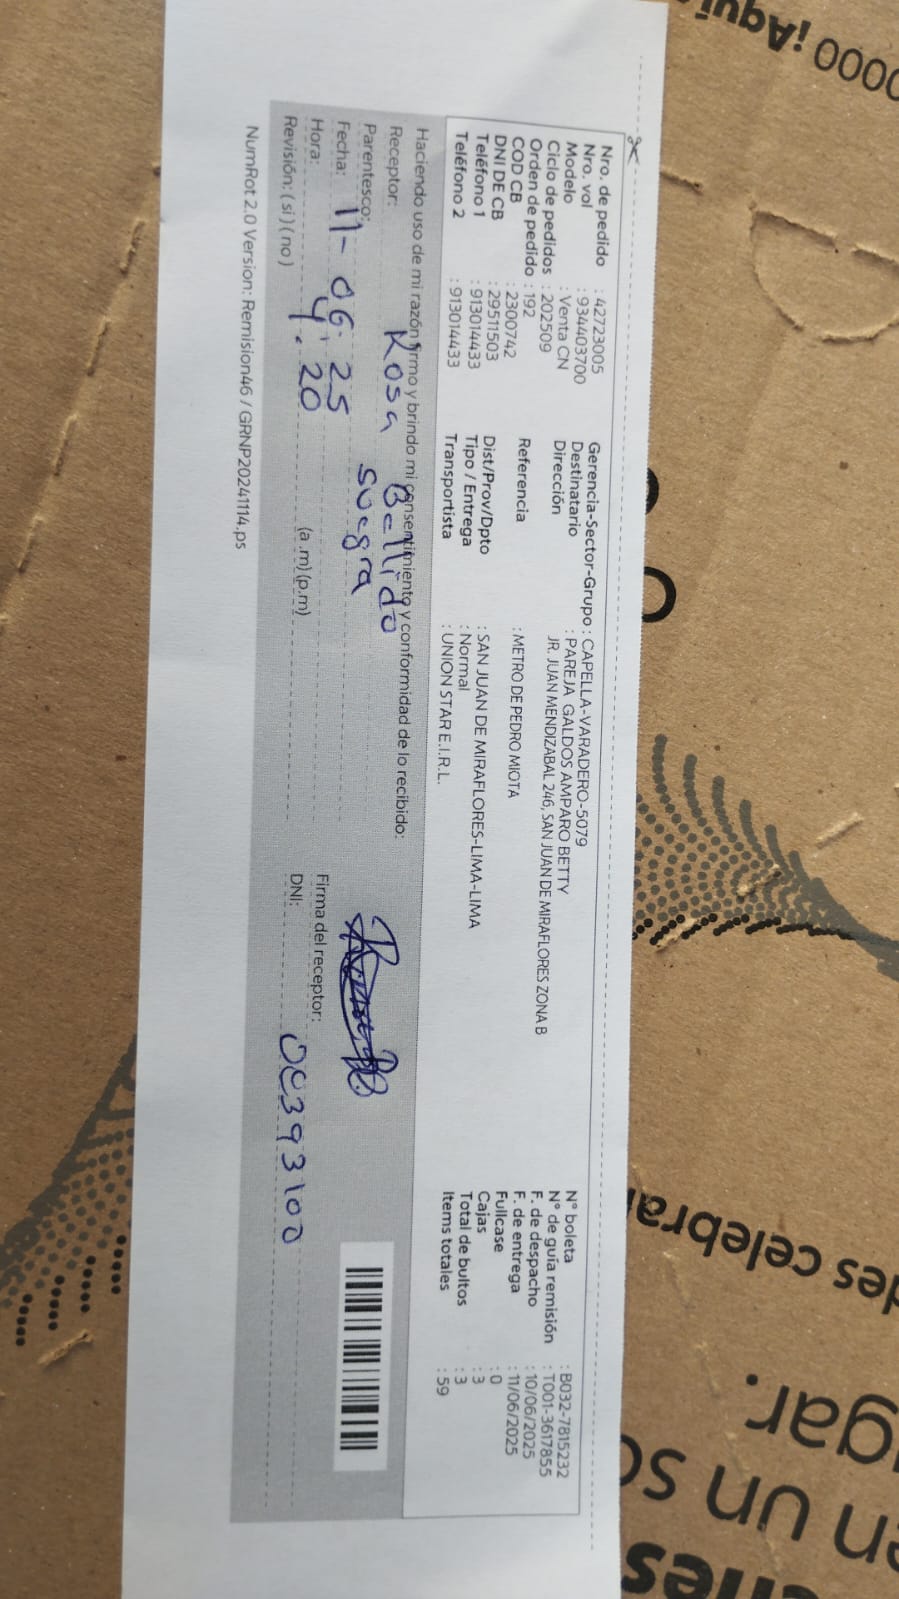 Nro. de pedido : 42723005
Nro. vol : 934403700
Modelo : Venta CN
Ciclo de pedidos : 202509
Orden de pedido : 192
COD CB : 2300742
DNI DE CB : 29511503
Teléfono 1 : 913014433
Teléfono 2 : 913014433
Gerencia-Sector-Grupo : CAPELLA-VARADERO-5079
Destinatario : PAREJA GALDOS AMPARO BETTY
Dirección JR. JUAN MENDIZABAL 246, SAN JUAN DE MIRAFLORES ZONA B
Referencia : METRO DE PEDRO MIOTA
Dist/Prov/Dpto : SAN JUAN DE MIRAFLORES-LIMA-LIMA
Tipo / Entrega : Normal
Transportista : UNION STAR E.I.R.L.
N° boleta : B032-7815232
N° de guía remisión : T001-3617855
F. de despacho : 10/06/2025
F. de entrega : 11/06/2025
Fullcase : 0
Cajas : 3
Total de bultos : 3
Items totales : 59
Haciendo uso de mi razón firmo y brindo mi consentimiento y conformidad de lo recibido:
Receptor: Rosa Bellido
Parentesco: suegra
Fecha: 11-06-25
Hora: 4:20 (a.m) (p.m)
Revisión: (si) (no)
Firma del receptor:
DNI: 00393100
NumRot 2.0 Version: Remision46 / GRNP20241114.ps
0000 ¡Aquí
des celebra
gar.
en un so